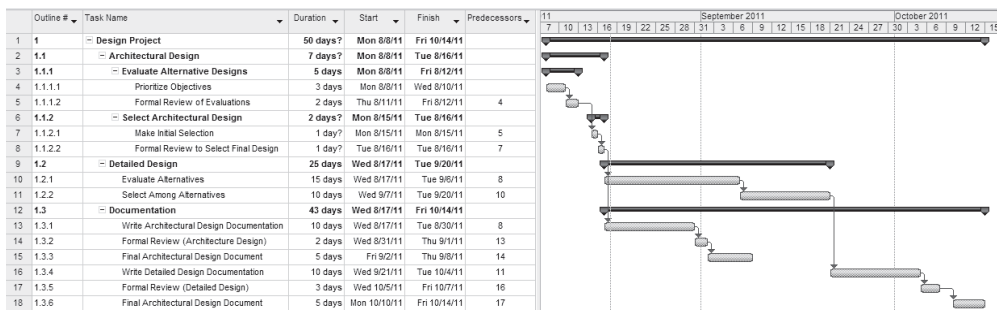 Outline # Task Name Duration Start Finish Predecessors 11 September 2011 October 2011
7 10 13 16 19 22 25 28 31 3 6 9 12 15 18 21 24 27 30 3 6 9 12 15
1 1 Design Project 50 days? Mon 8/8/11 Fri 10/14/11
2 1.1 Architectural Design 7 days? Mon 8/8/11 Tue 8/16/11
3 1.1.1 Evaluate Alternative Designs 5 days Mon 8/8/11 Fri 8/12/11
4 1.1.1.1 Prioritize Objectives 3 days Mon 8/8/11 Wed 8/10/11
5 1.1.1.2 Formal Review of Evaluations 2 days Thu 8/11/11 Fri 8/12/11 4
6 1.1.2 Select Architectural Design 2 days? Mon 8/15/11 Tue 8/16/11
7 1.1.2.1 Make Initial Selection 1 day? Mon 8/15/11 Mon 8/15/11 5
8 1.1.2.2 Formal Review to Select Final Design 1 day? Tue 8/16/11 Tue 8/16/11 7
9 1.2 Detailed Design 25 days Wed 8/17/11 Tue 9/20/11
10 1.2.1 Evaluate Alternatives 15 days Wed 8/17/11 Tue 9/6/11 8
11 1.2.2 Select Among Alternatives 10 days Wed 9/7/11 Tue 9/20/11 10
12 1.3 Documentation 43 days Wed 8/17/11 Fri 10/14/11
13 1.3.1 Write Architectural Design Documentation 10 days Wed 8/17/11 Tue 8/30/11 8
14 1.3.2 Formal Review (Architecture Design) 2 days Wed 8/31/11 Thu 9/1/11 13
15 1.3.3 Final Architectural Design Document 5 days Fri 9/2/11 Thu 9/8/11 14
16 1.3.4 Write Detailed Design Documentation 10 days Wed 9/21/11 Tue 10/4/11 11
17 1.3.5 Formal Review (Detailed Design) 3 days Wed 10/5/11 Fri 10/7/11 16
18 1.3.6 Final Architectural Design Document 5 days Mon 10/10/11 Fri 10/14/11 17